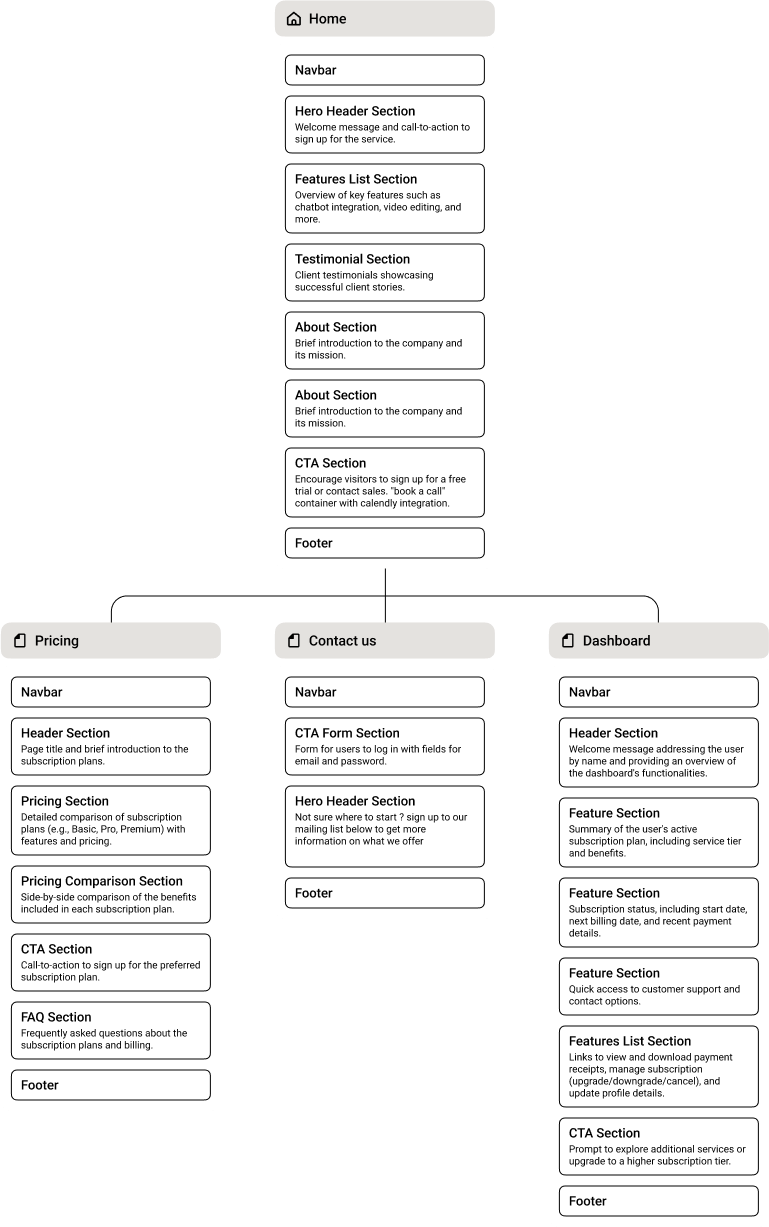 Home
Navbar
Hero Header Section
Welcome message and call-to-action to
sign up for the service.
Features List Section
Overview of key features such as
chatbot integration, video editing, and
more.
Testimonial Section
Client testimonials showcasing
successful client stories.
About Section
Brief introduction to the company and
its mission.
About Section
Brief introduction to the company and
its mission.
CTA Section
Encourage visitors to sign up for a free
trial or contact sales. "book a call"
container with calendly integration.
Footer
Pricing
Navbar
Header Section
Page title and brief introduction to the
subscription plans.
Pricing Section
Detailed comparison of subscription
plans (e.g., Basic, Pro, Premium) with
features and pricing.
Pricing Comparison Section
Side-by-side comparison of the benefits
included in each subscription plan.
CTA Section
Call-to-action to sign up for the preferred
subscription plan.
FAQ Section
Frequently asked questions about the
subscription plans and billing.
Footer
Contact us
Navbar
CTA Form Section
Form for users to log in with fields for
email and password.
Hero Header Section
Not sure where to start ? sign up to our
mailing list below to get more
information on what we offer
Footer
Dashboard
Navbar
Header Section
Welcome message addressing the user
by name and providing an overview of
the dashboard's functionalities.
Feature Section
Summary of the user's active
subscription plan, including service tier
and benefits.
Feature Section
Subscription status, including start date,
next billing date, and recent payment
details.
Feature Section
Quick access to customer support and
contact options.
Features List Section
Links to view and download payment
receipts, manage subscription
(upgrade/downgrade/cancel), and
update profile details.
CTA Section
Prompt to explore additional services or
upgrade to a higher subscription tier.
Footer